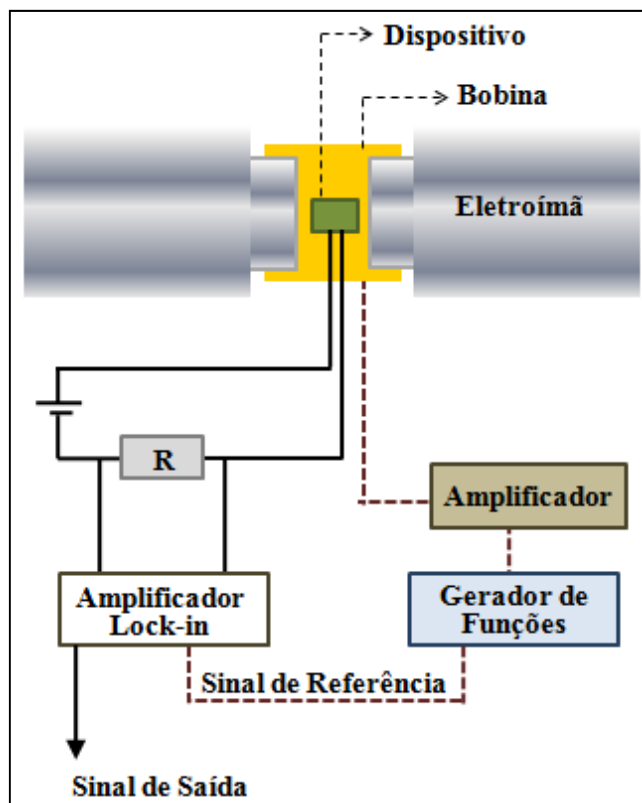 Dispositivo
Bobina
Eletroímã
R
Amplificador
Amplificador
Lock-in
Gerador de
Funções
Sinal de Referência
Sinal de Saída